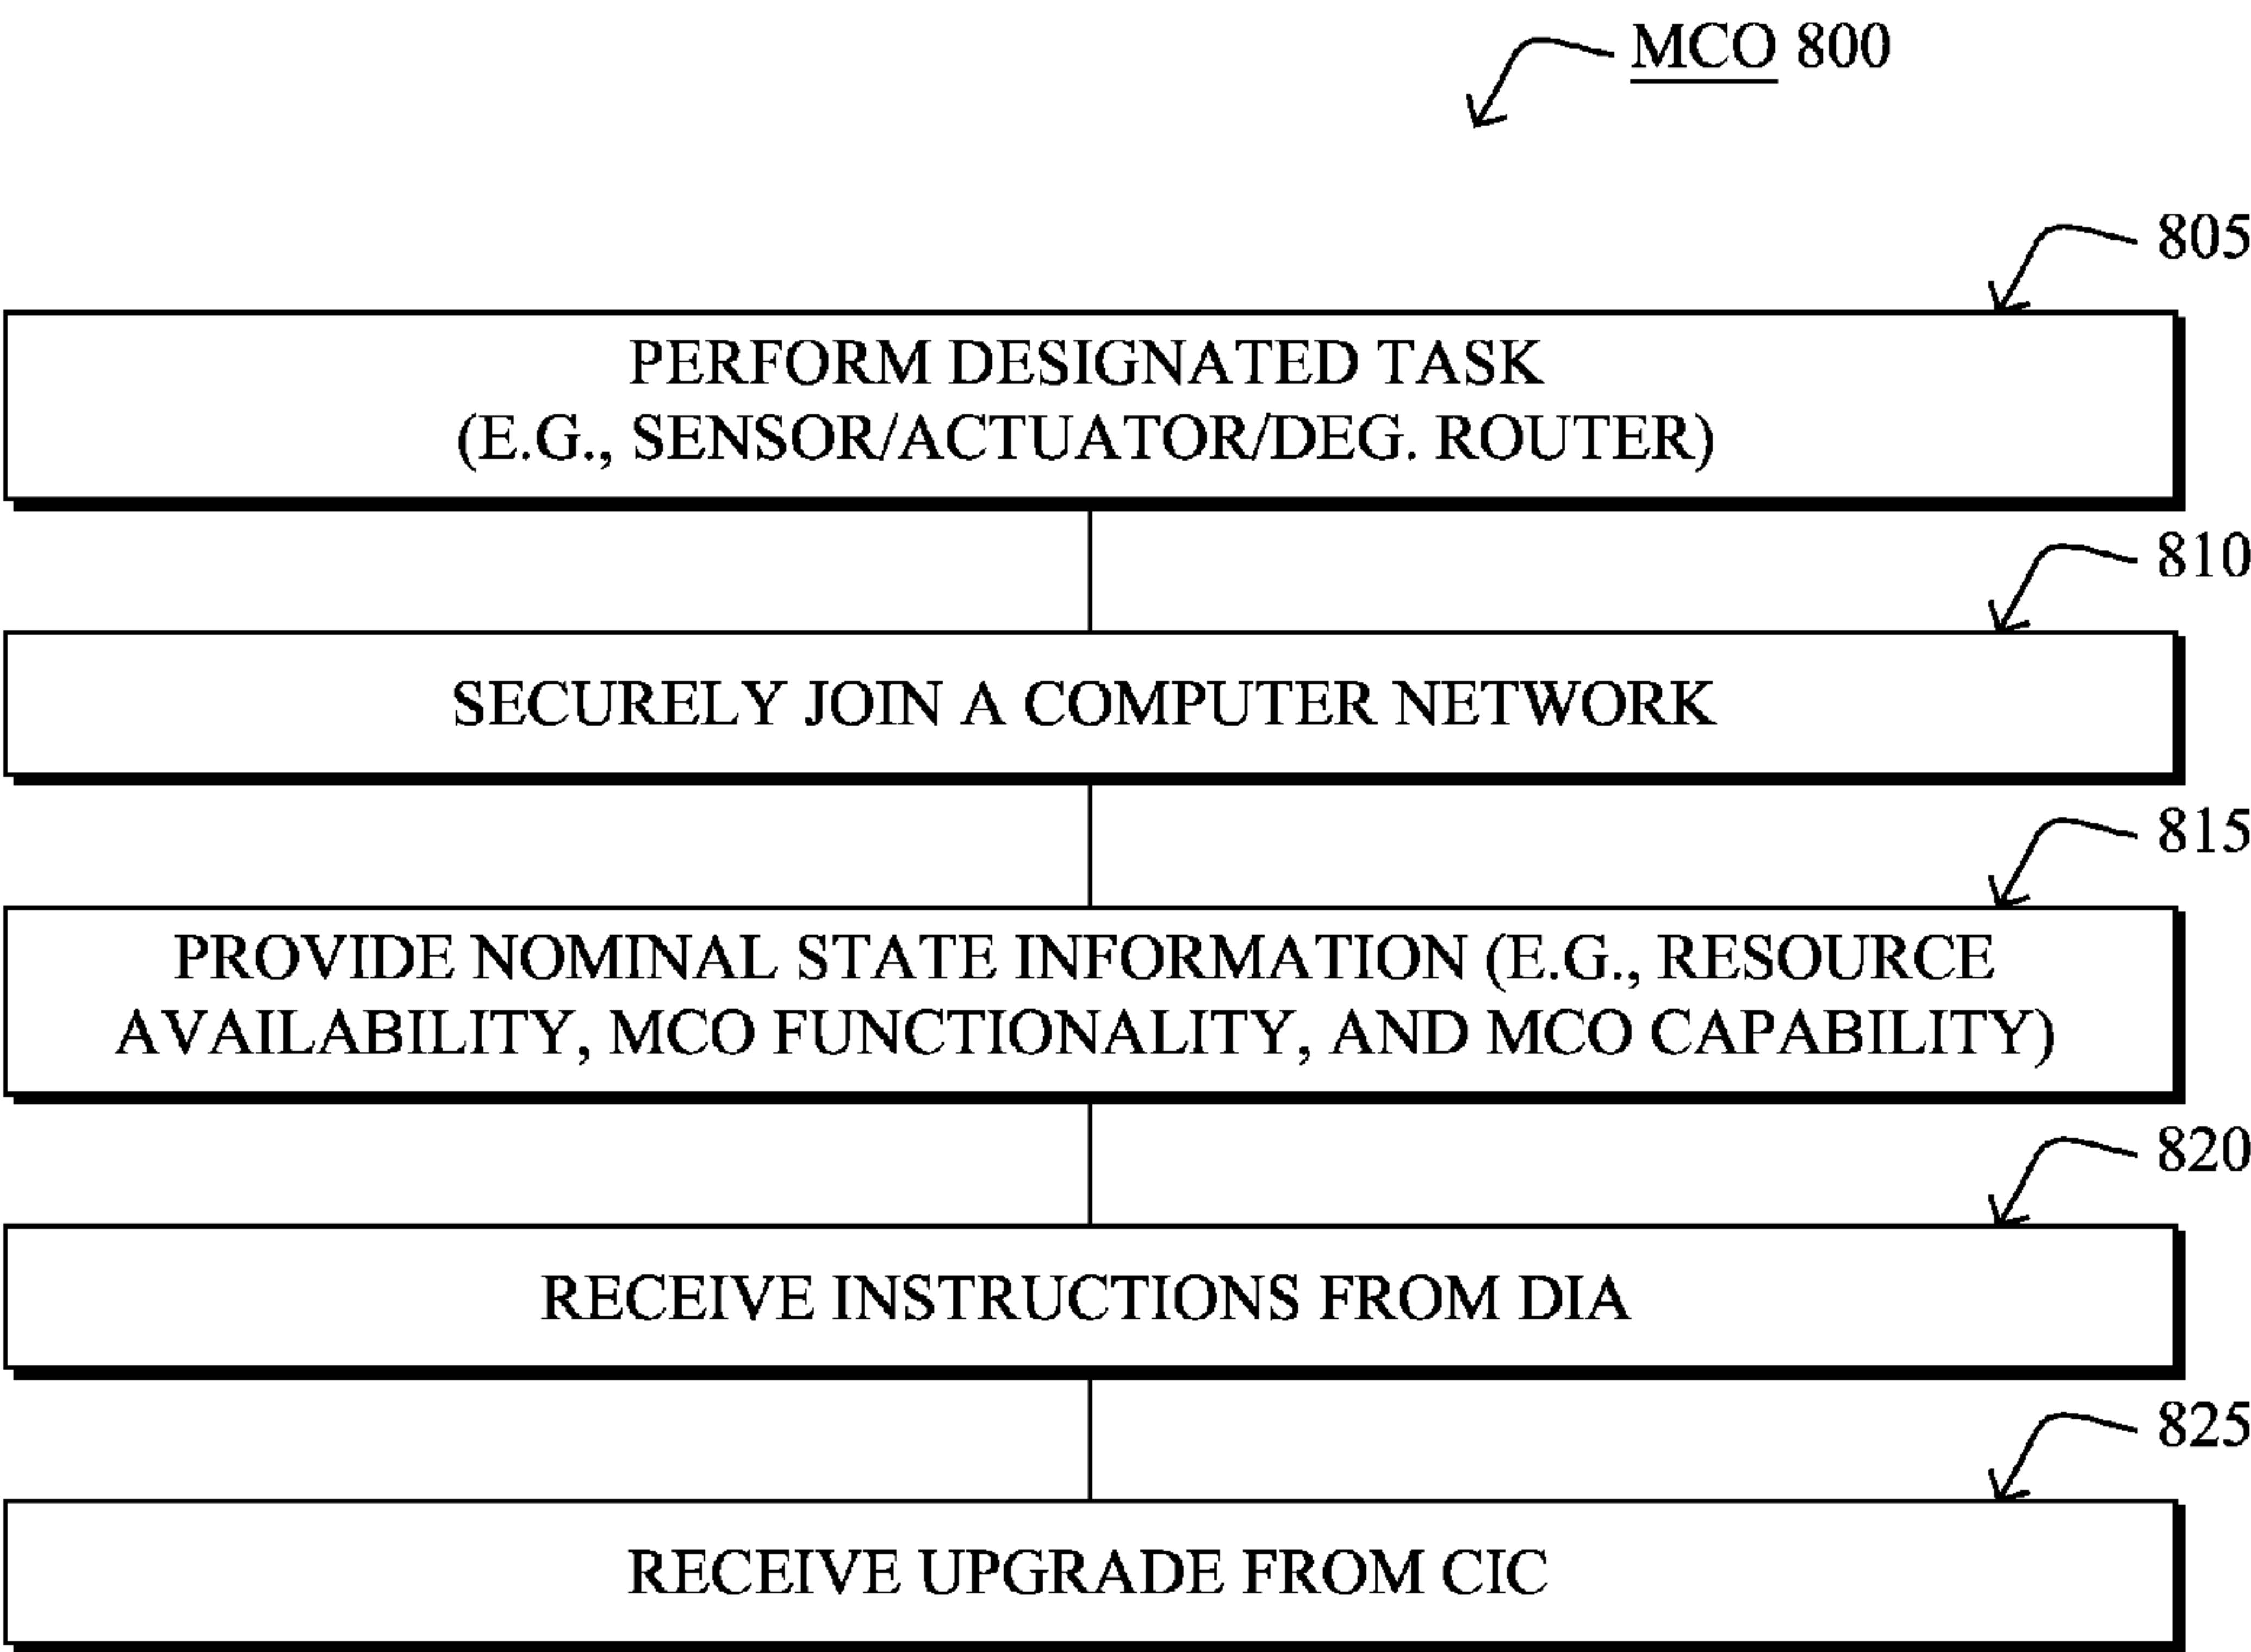 MCO 800
805
PERFORM DESIGNATED TASK
(E.G., SENSOR/ACTUATOR/DEG. ROUTER)
810
SECURELY JOIN A COMPUTER NETWORK
815
PROVIDE NOMINAL STATE INFORMATION (E.G., RESOURCE
AVAILABILITY, MCO FUNCTIONALITY, AND MCO CAPABILITY)
820
RECEIVE INSTRUCTIONS FROM DIA
825
RECEIVE UPGRADE FROM CIC